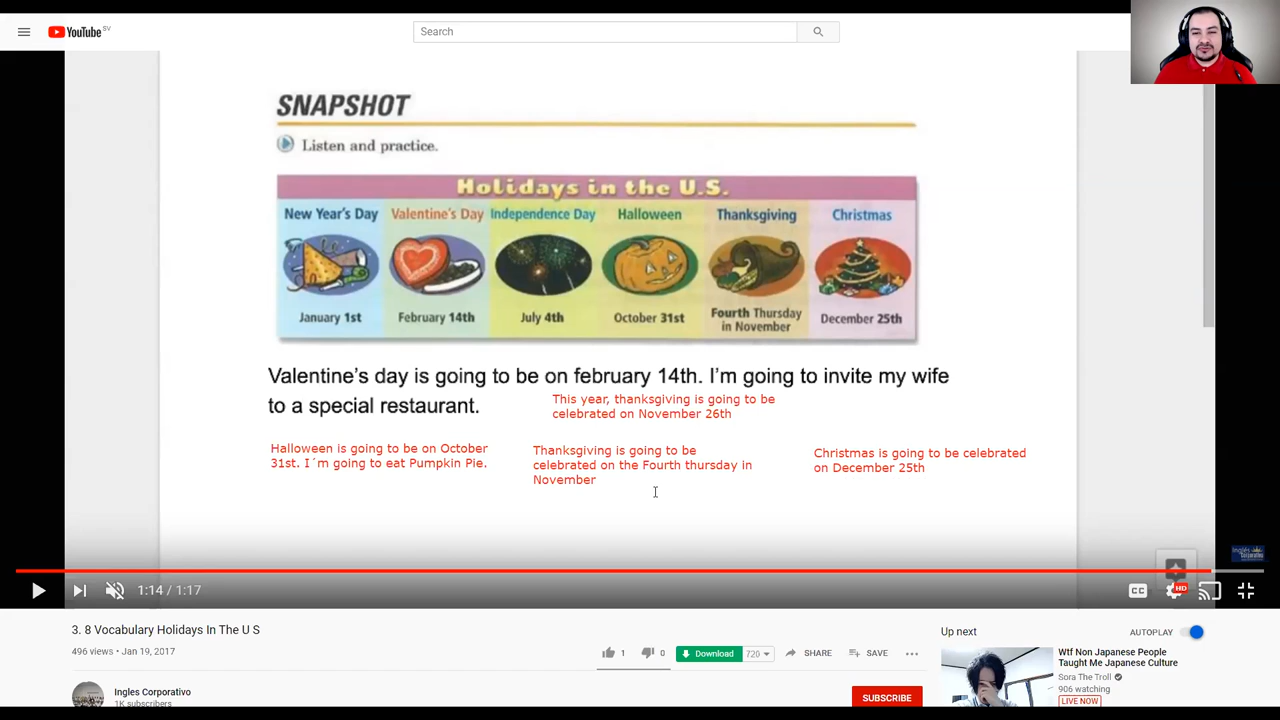 YouTube SV
Search
SNAPSHOT
Listen and practice.
Holidays in the U.S.
New Year's Day
Valentine's Day
Independence Day
Halloween
Thanksgiving
Christmas
January 1st
February 14th
July 4th
October 31st
Fourth Thursday
in November
December 25th
Valentine's day is going to be on february 14th. I'm going to invite my wife
to a special restaurant.
This year, thanksgiving is going to be
celebrated on November 26th
Halloween is going to be on October
31st. I´m going to eat Pumpkin Pie.
Thanksgiving is going to be
celebrated on the Fourth thursday in
November
Christmas is going to be celebrated
on December 25th
Inglés
Corporativo
1:14 / 1:17
CC
HD
3. 8 Vocabulary Holidays In The U S
496 views • Jan 19, 2017
1
0
Download
720
SHARE
SAVE
Ingles Corporativo
1K subscribers
SUBSCRIBE
Up next
AUTOPLAY
Wtf Non Japanese People
Taught Me Japanese Culture
Sora The Troll
906 watching
LIVE NOW